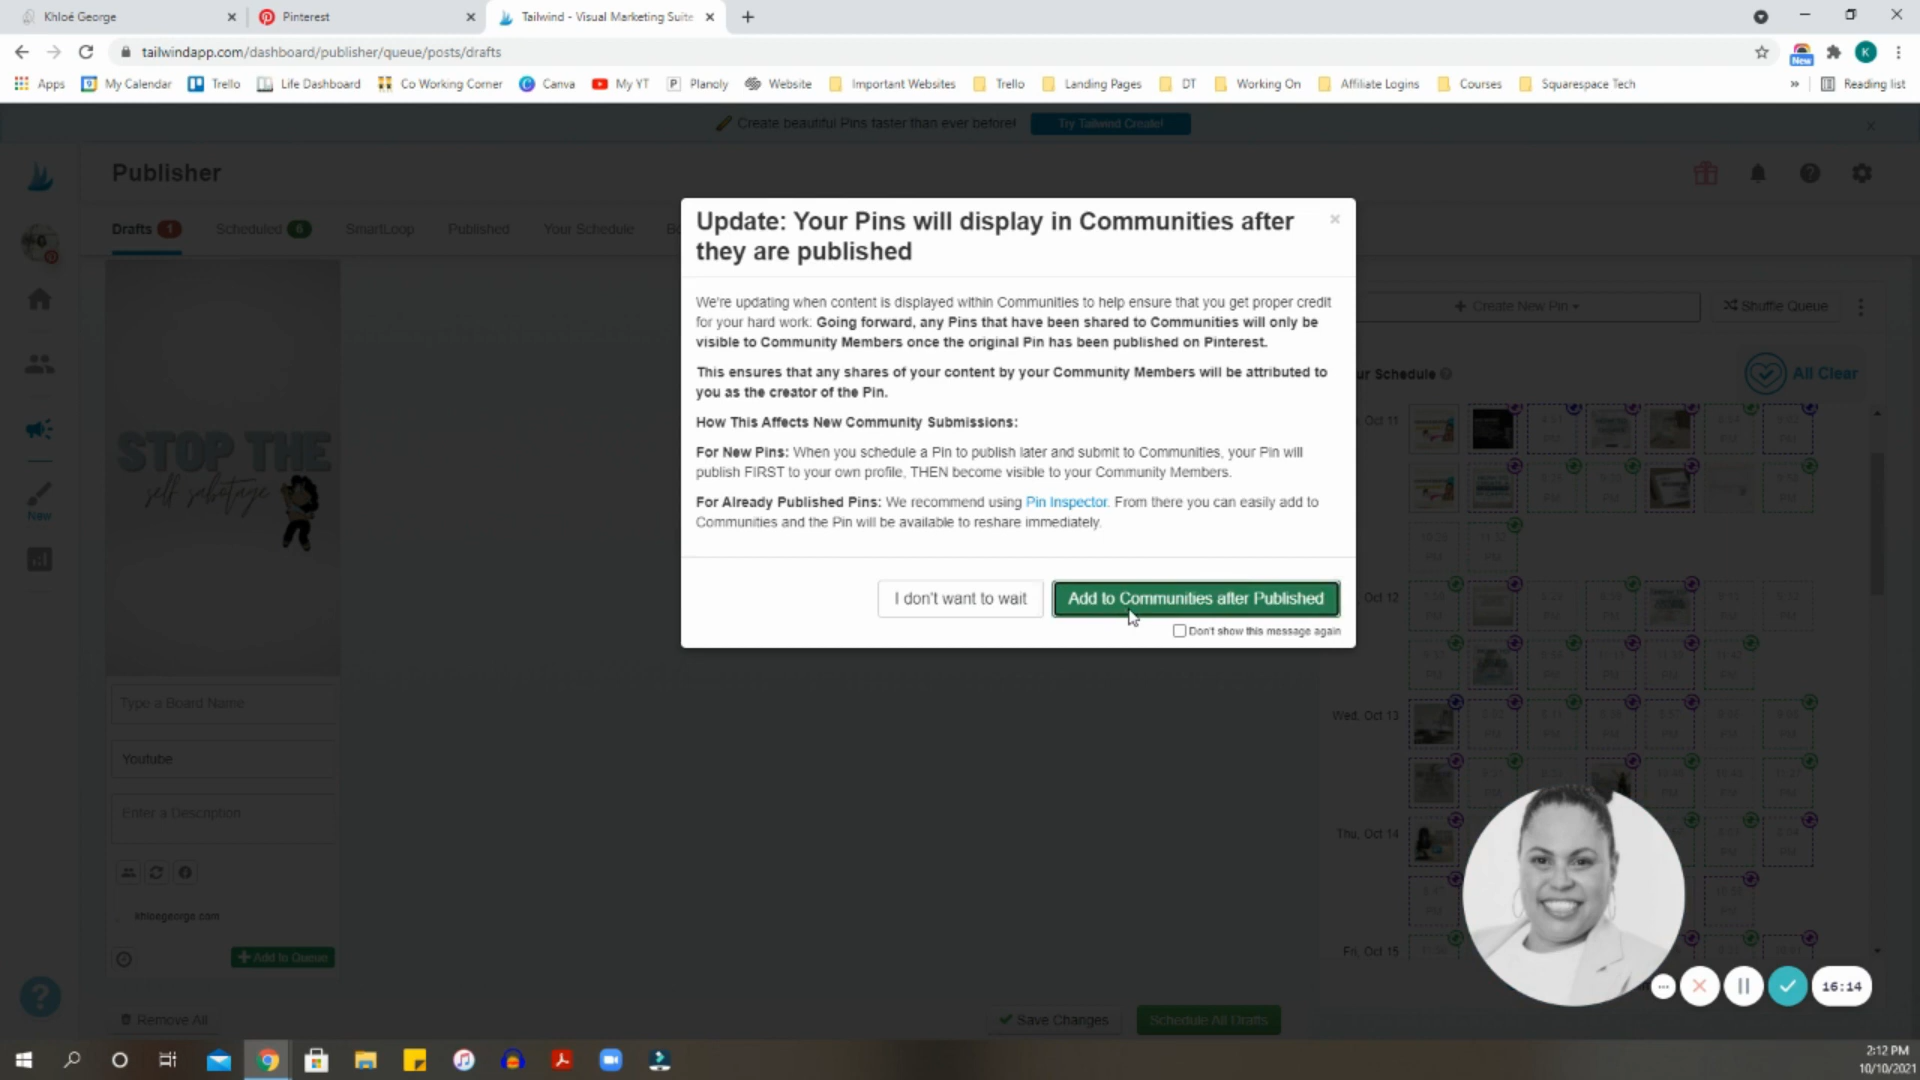 Khloé George
Pinterest
Tailwind - Visual Marketing Suite
tailwindapp.com/dashboard/publisher/queue/posts/drafts
New
K
Apps
My Calendar
Trello
Life Dashboard
Co Working Corner
Canva
My YT
Planoly
Website
Important Websites
Trello
Landing Pages
DT
Working On
Affiliate Logins
Courses
Squarespace Tech
Reading list
Create beautiful Pins faster than ever before!
Try Tailwind Create!
Publisher
Drafts 1
Scheduled 6
SmartLoop
Published
Your Schedule
Update: Your Pins will display in Communities after
they are published
We're updating when content is displayed within Communities to help ensure that you get proper credit
for your hard work: Going forward, any Pins that have been shared to Communities will only be
visible to Community Members once the original Pin has been published on Pinterest.
This ensures that any shares of your content by your Community Members will be attributed to
you as the creator of the Pin.
How This Affects New Community Submissions:
For New Pins: When you schedule a Pin to publish later and submit to Communities, your Pin will
publish FIRST to your own profile, THEN become visible to your Community Members.
For Already Published Pins: We recommend using Pin Inspector. From there you can easily add to
Communities and the Pin will be available to reshare immediately.
I don't want to wait
Add to Communities after Published
Don't show this message again
Create New Pin
Shuffle Queue
Schedule
All Clear
Oct 11
Oct 12
Wed, Oct 13
Thu, Oct 14
Fri, Oct 15
STOP THE
self sabotage
New
Type a Board Name
Youtube
Enter a Description
khloegeorge.com
Add to Queue
Remove All
Save Changes
Schedule All Drafts
16:14
2:12 PM
10/10/2021